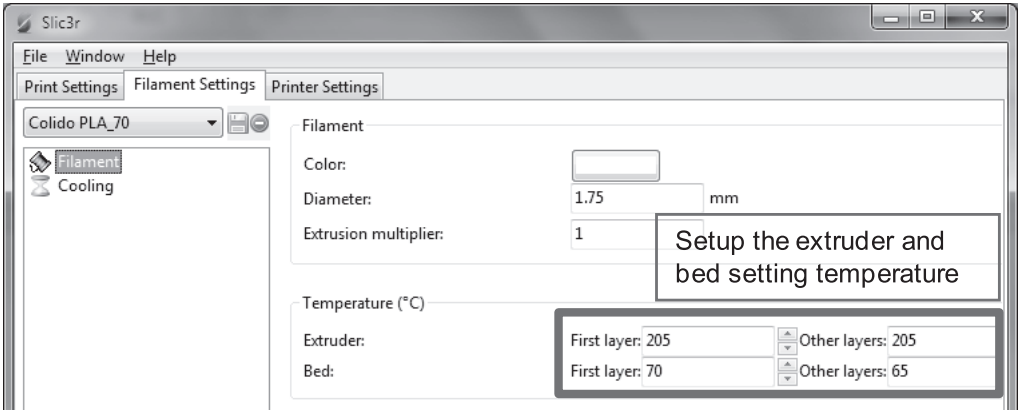 Slic3r
File Window Help
Print Settings Filament Settings Printer Settings
Colido PLA_70
Filament
Cooling
Filament
Color:
Diameter: 1.75 mm
Extrusion multiplier: 1
Setup the extruder and
bed setting temperature
Temperature (°C)
Extruder: First layer: 205 Other layers: 205
Bed: First layer: 70 Other layers: 65